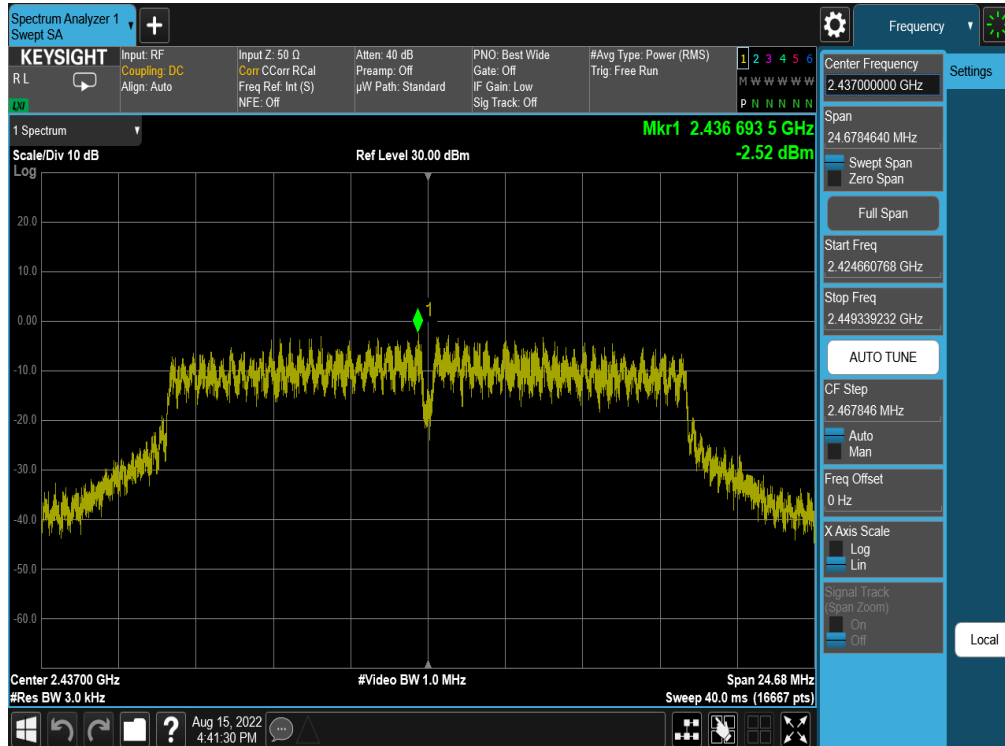 Spectrum Analyzer 1
Swept SA
Frequency
KEYSIGHT
R L
LXI
Input: RF
Coupling: DC
Align: Auto
Input Z: 50 Ω
Corr CCorr RCal
Freq Ref: Int (S)
NFE: Off
Atten: 40 dB
Preamp: Off
µW Path: Standard
PNO: Best Wide
Gate: Off
IF Gain: Low
Sig Track: Off
#Avg Type: Power (RMS)
Trig: Free Run
1 2 3 4 5 6
M W W W W W
P N N N N N
1 Spectrum
Scale/Div 10 dB
Log
Ref Level 30.00 dBm
Mkr1 2.436 693 5 GHz
-2.52 dBm
20.0
10.0
0.00
-10.0
-20.0
-30.0
-40.0
-50.0
-60.0
1
Center 2.43700 GHz
#Res BW 3.0 kHz
#Video BW 1.0 MHz
Span 24.68 MHz
Sweep 40.0 ms (16667 pts)
Center Frequency
2.437000000 GHz
Settings
Span
24.6784640 MHz
Swept Span
Zero Span
Full Span
Start Freq
2.424660768 GHz
Stop Freq
2.449339232 GHz
AUTO TUNE
CF Step
2.467846 MHz
Auto
Man
Freq Offset
0 Hz
X Axis Scale
Log
Lin
Signal Track
(Span Zoom)
On
Off
Local
Aug 15, 2022
4:41:30 PM